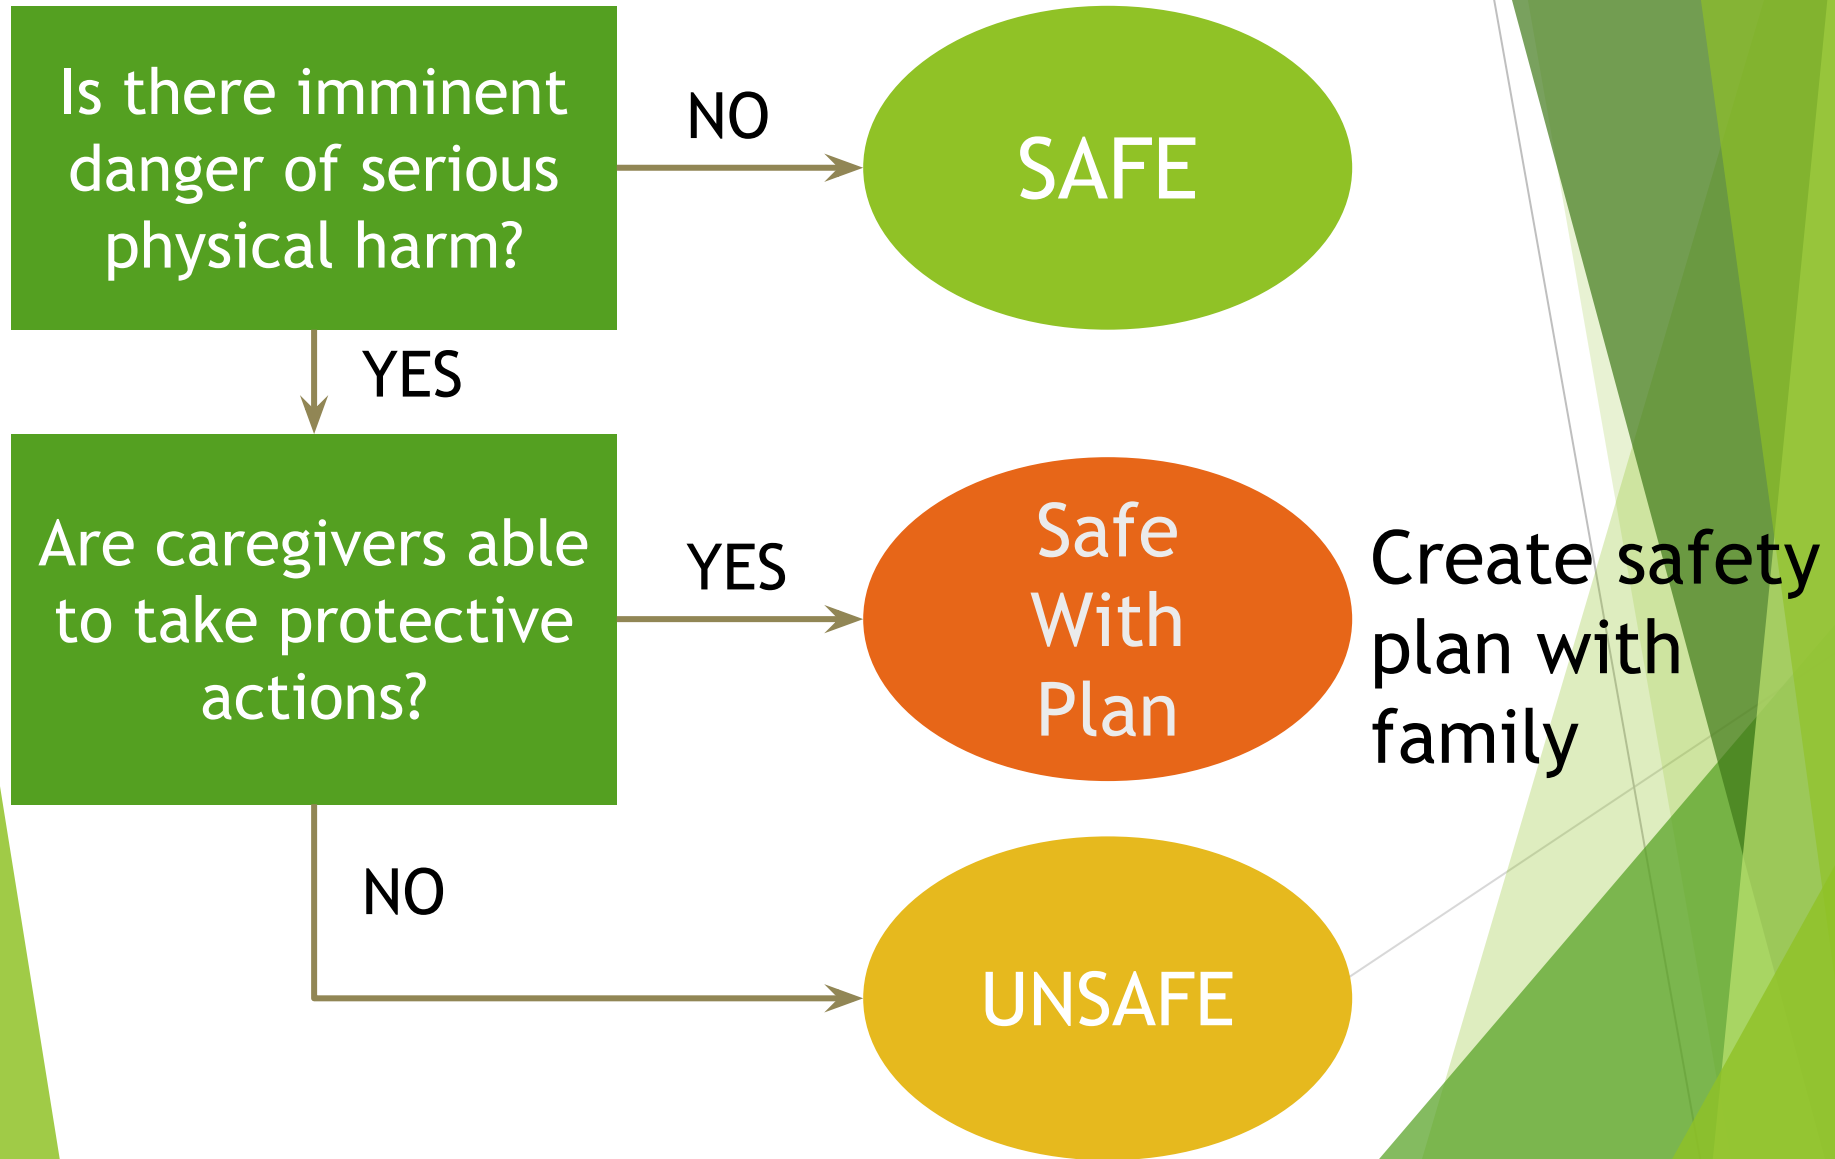 Is there imminent
danger of serious
physical harm?
NO
SAFE
YES
Are caregivers able
to take protective
actions?
YES
Safe
With
Plan
Create safety
plan with
family
NO
UNSAFE